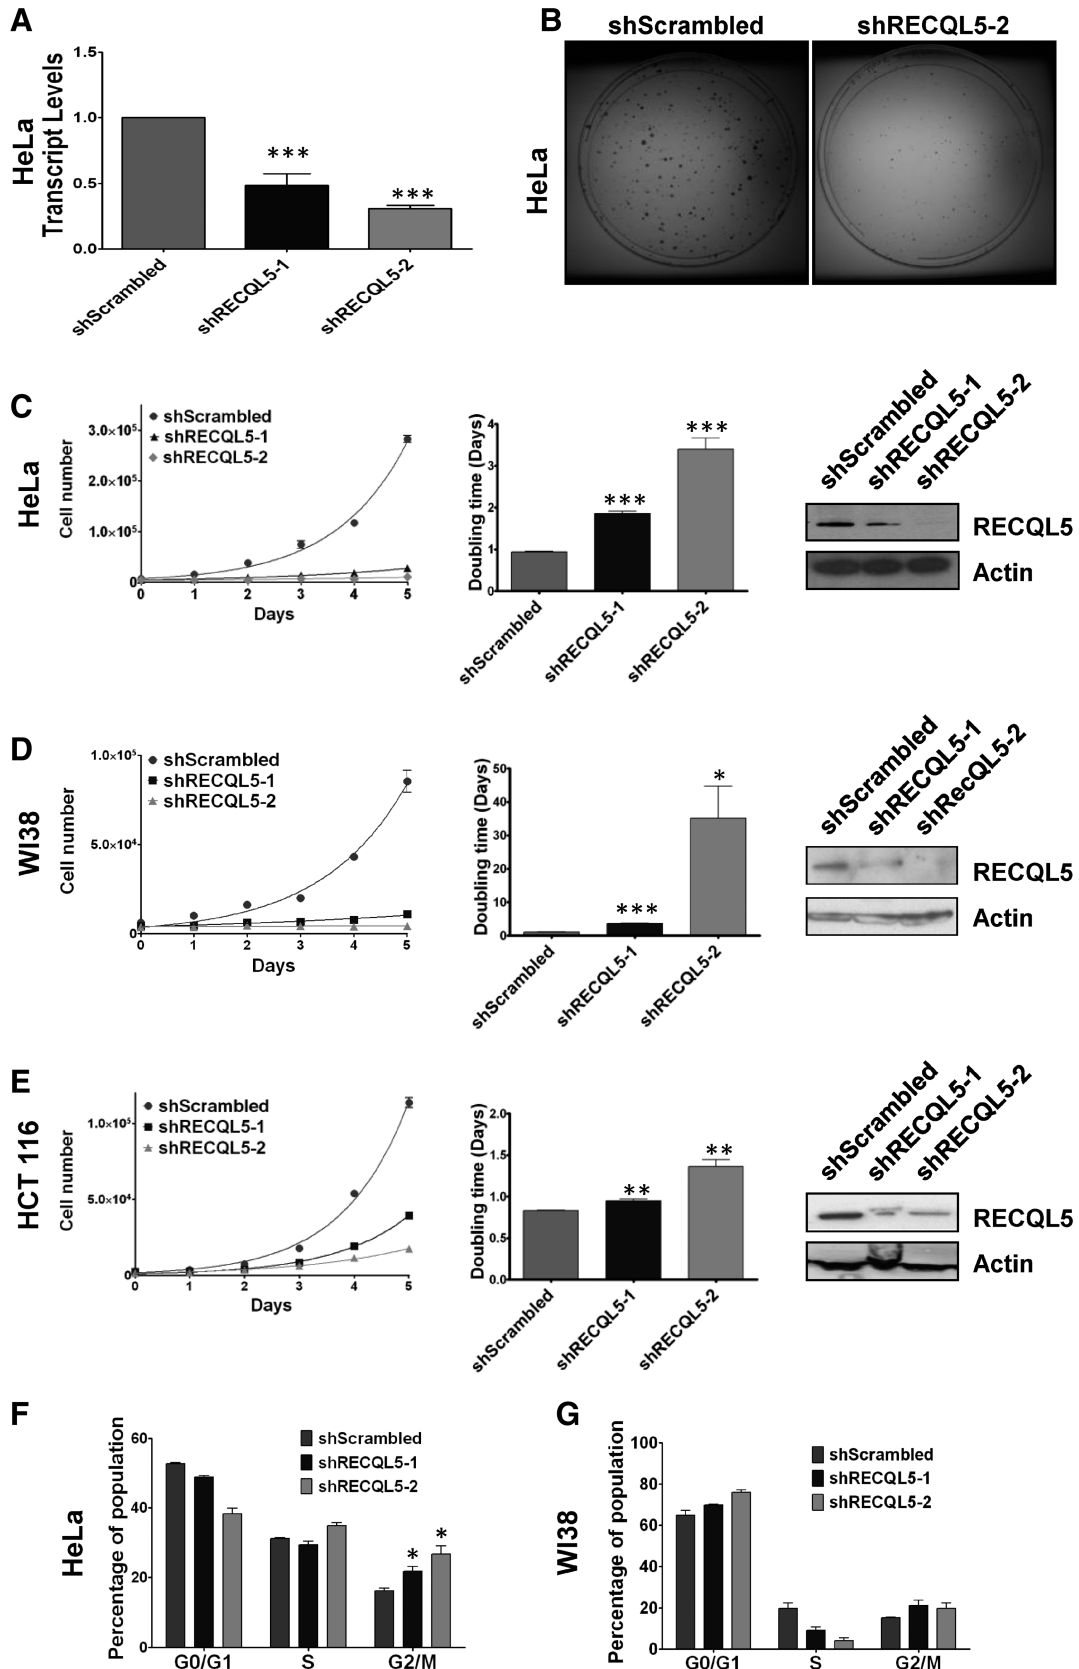 A
HeLa
Transcript Levels
1.5
1.0
0.5
0.0
***
***
shScrambled
shRECQL5-1
shRECQL5-2
B
shScrambled
shRECQL5-2
HeLa
C
HeLa
Cell number
3.0×10⁵
2.0×10⁵
1.0×10⁵
0
shScrambled
shRECQL5-1
shRECQL5-2
0 1 2 3 4 5
Days
Doubling time (Days)
4
3
2
1
0
***
***
shScrambled
shRECQL5-1
shRECQL5-2
shScrambled
shRECQL5-1
shRECQL5-2
RECQL5
Actin
D
WI38
Cell number
1.0×10⁵
5.0×10⁴
0
shScrambled
shRECQL5-1
shRECQL5-2
0 1 2 3 4 5
Days
Doubling time (Days)
50
40
30
20
10
0
***
*
shScrambled
shRECQL5-1
shRECQL5-2
shScrambled
shRECQL5-1
shRecQL5-2
RECQL5
Actin
E
HCT 116
Cell number
1.0×10⁵
5.0×10⁴
0
shScrambled
shRECQL5-1
shRECQL5-2
0 1 2 3 4 5
Days
Doubling time (Days)
2.0
1.5
1.0
0.5
0.0
**
**
shScrambled
shRECQL5-1
shRECQL5-2
shScrambled
shRECQL5-1
shRECQL5-2
RECQL5
Actin
F
HeLa
Percentage of population
60
40
20
0
shScrambled
shRECQL5-1
shRECQL5-2
*
*
G0/G1 S G2/M
G
WI38
Percentage of population
100
80
60
40
20
0
shScrambled
shRECQL5-1
shRECQL5-2
G0/G1 S G2/M